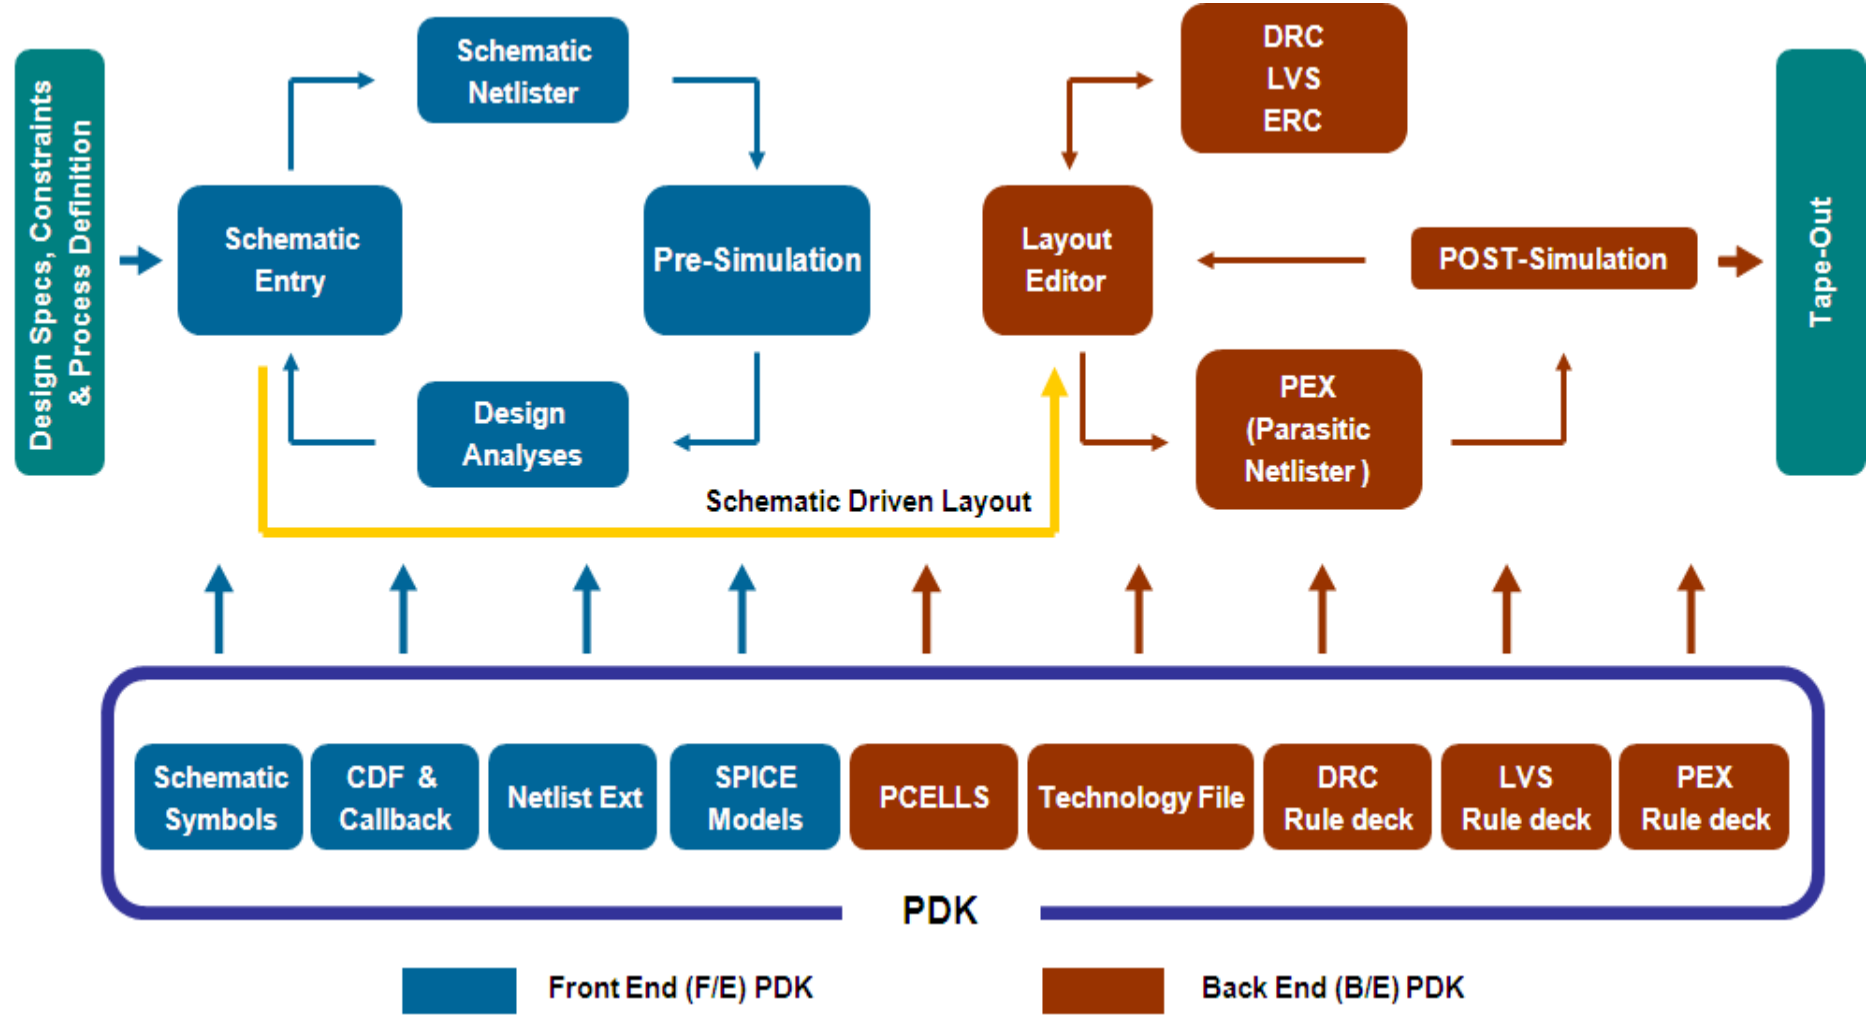 Design Specs, Constraints
& Process Definition
Schematic
Netlister
Schematic
Entry
Pre-Simulation
Design
Analyses
Schematic Driven Layout
DRC
LVS
ERC
Layout
Editor
POST-Simulation
PEX
(Parasitic
Netlister )
Tape-Out
Schematic
Symbols
CDF &
Callback
Netlist Ext
SPICE
Models
PCELLS
Technology File
DRC
Rule deck
LVS
Rule deck
PEX
Rule deck
PDK
Front End (F/E) PDK
Back End (B/E) PDK